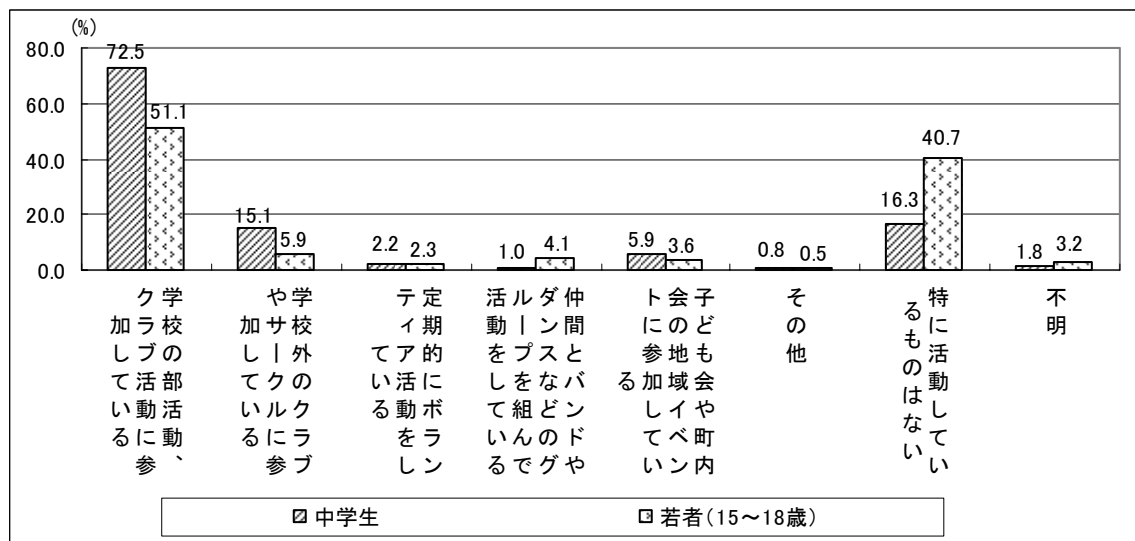 (%)
80.0
60.0
40.0
20.0
0.0
72.5
51.1
15.1
5.9
2.2
2.3
1.0
4.1
5.9
3.6
0.8
0.5
16.3
40.7
1.8
3.2
学校の部活動、
クラブ活動に参
加している
学校外のクラブ
やサークルに参
加している
定期的にボラン
ティア活動をし
ている
仲間とバンドや
ダンスなどのグ
ループを組んで
活動をしている
子ども会や町内
会の地域イベン
トに参加してい
る
その他
特に活動してい
るものはない
不明
中学生
若者(15~18歳)